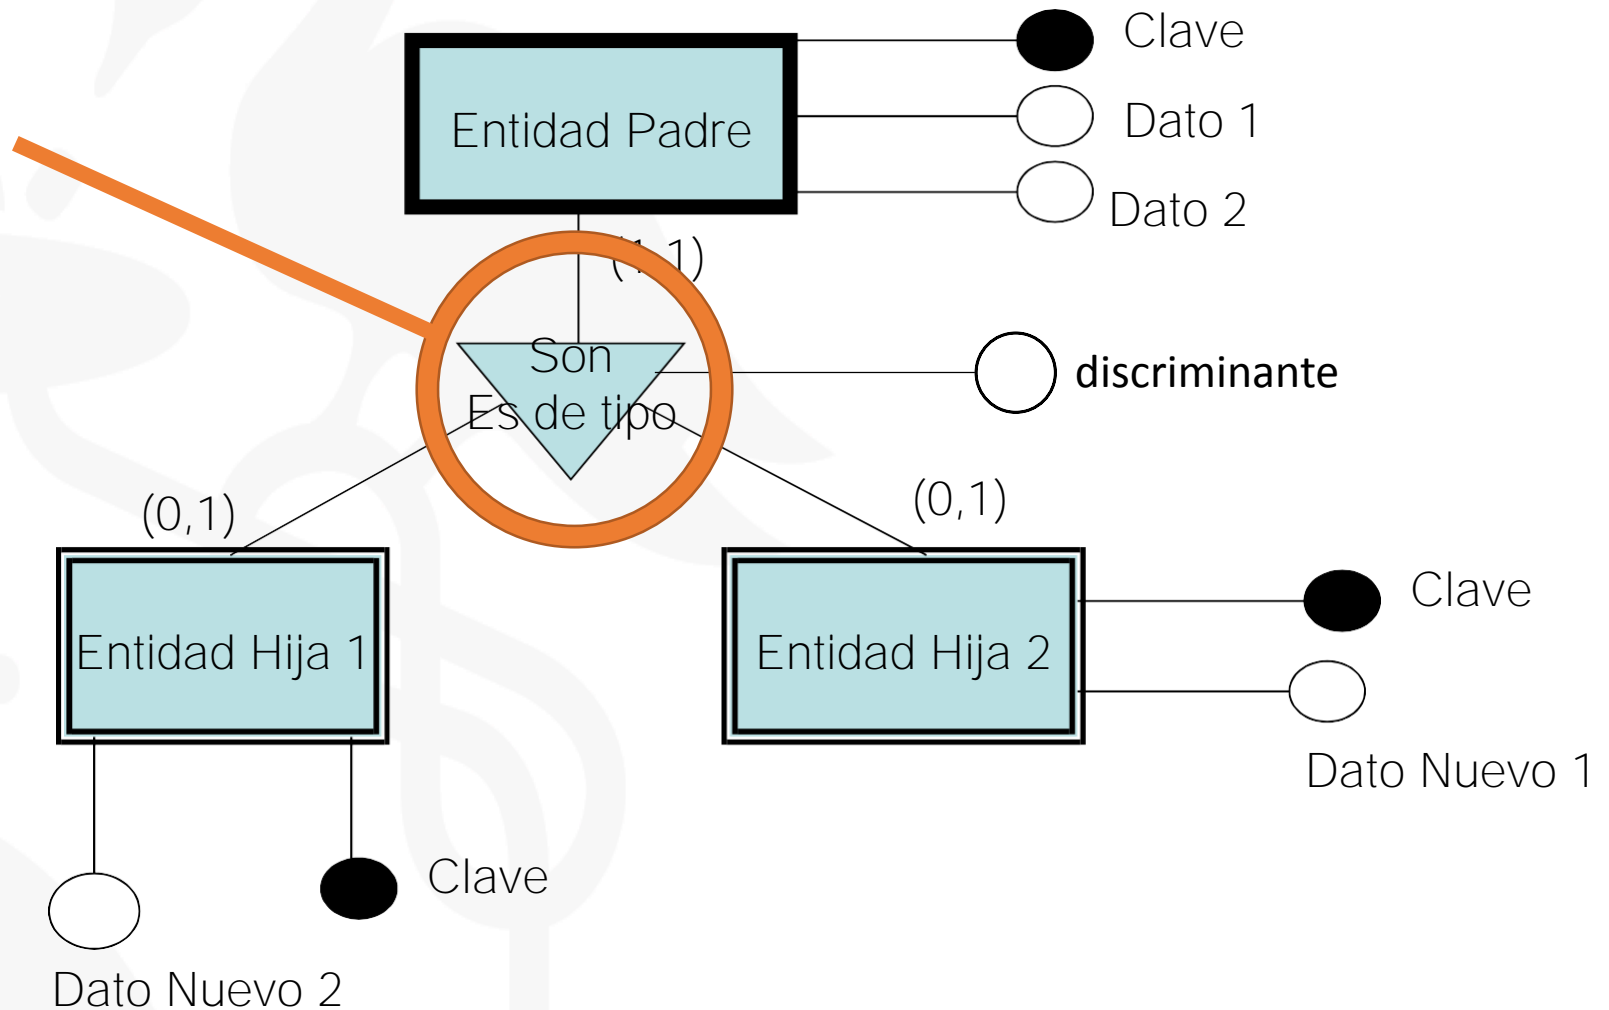 Clave
Entidad Padre
Dato 1
Dato 2
(1,1)
Son
Es de tipo
discriminante
(0,1)
(0,1)
Entidad Hija 1
Entidad Hija 2
Clave
Dato Nuevo 1
Clave
Dato Nuevo 2